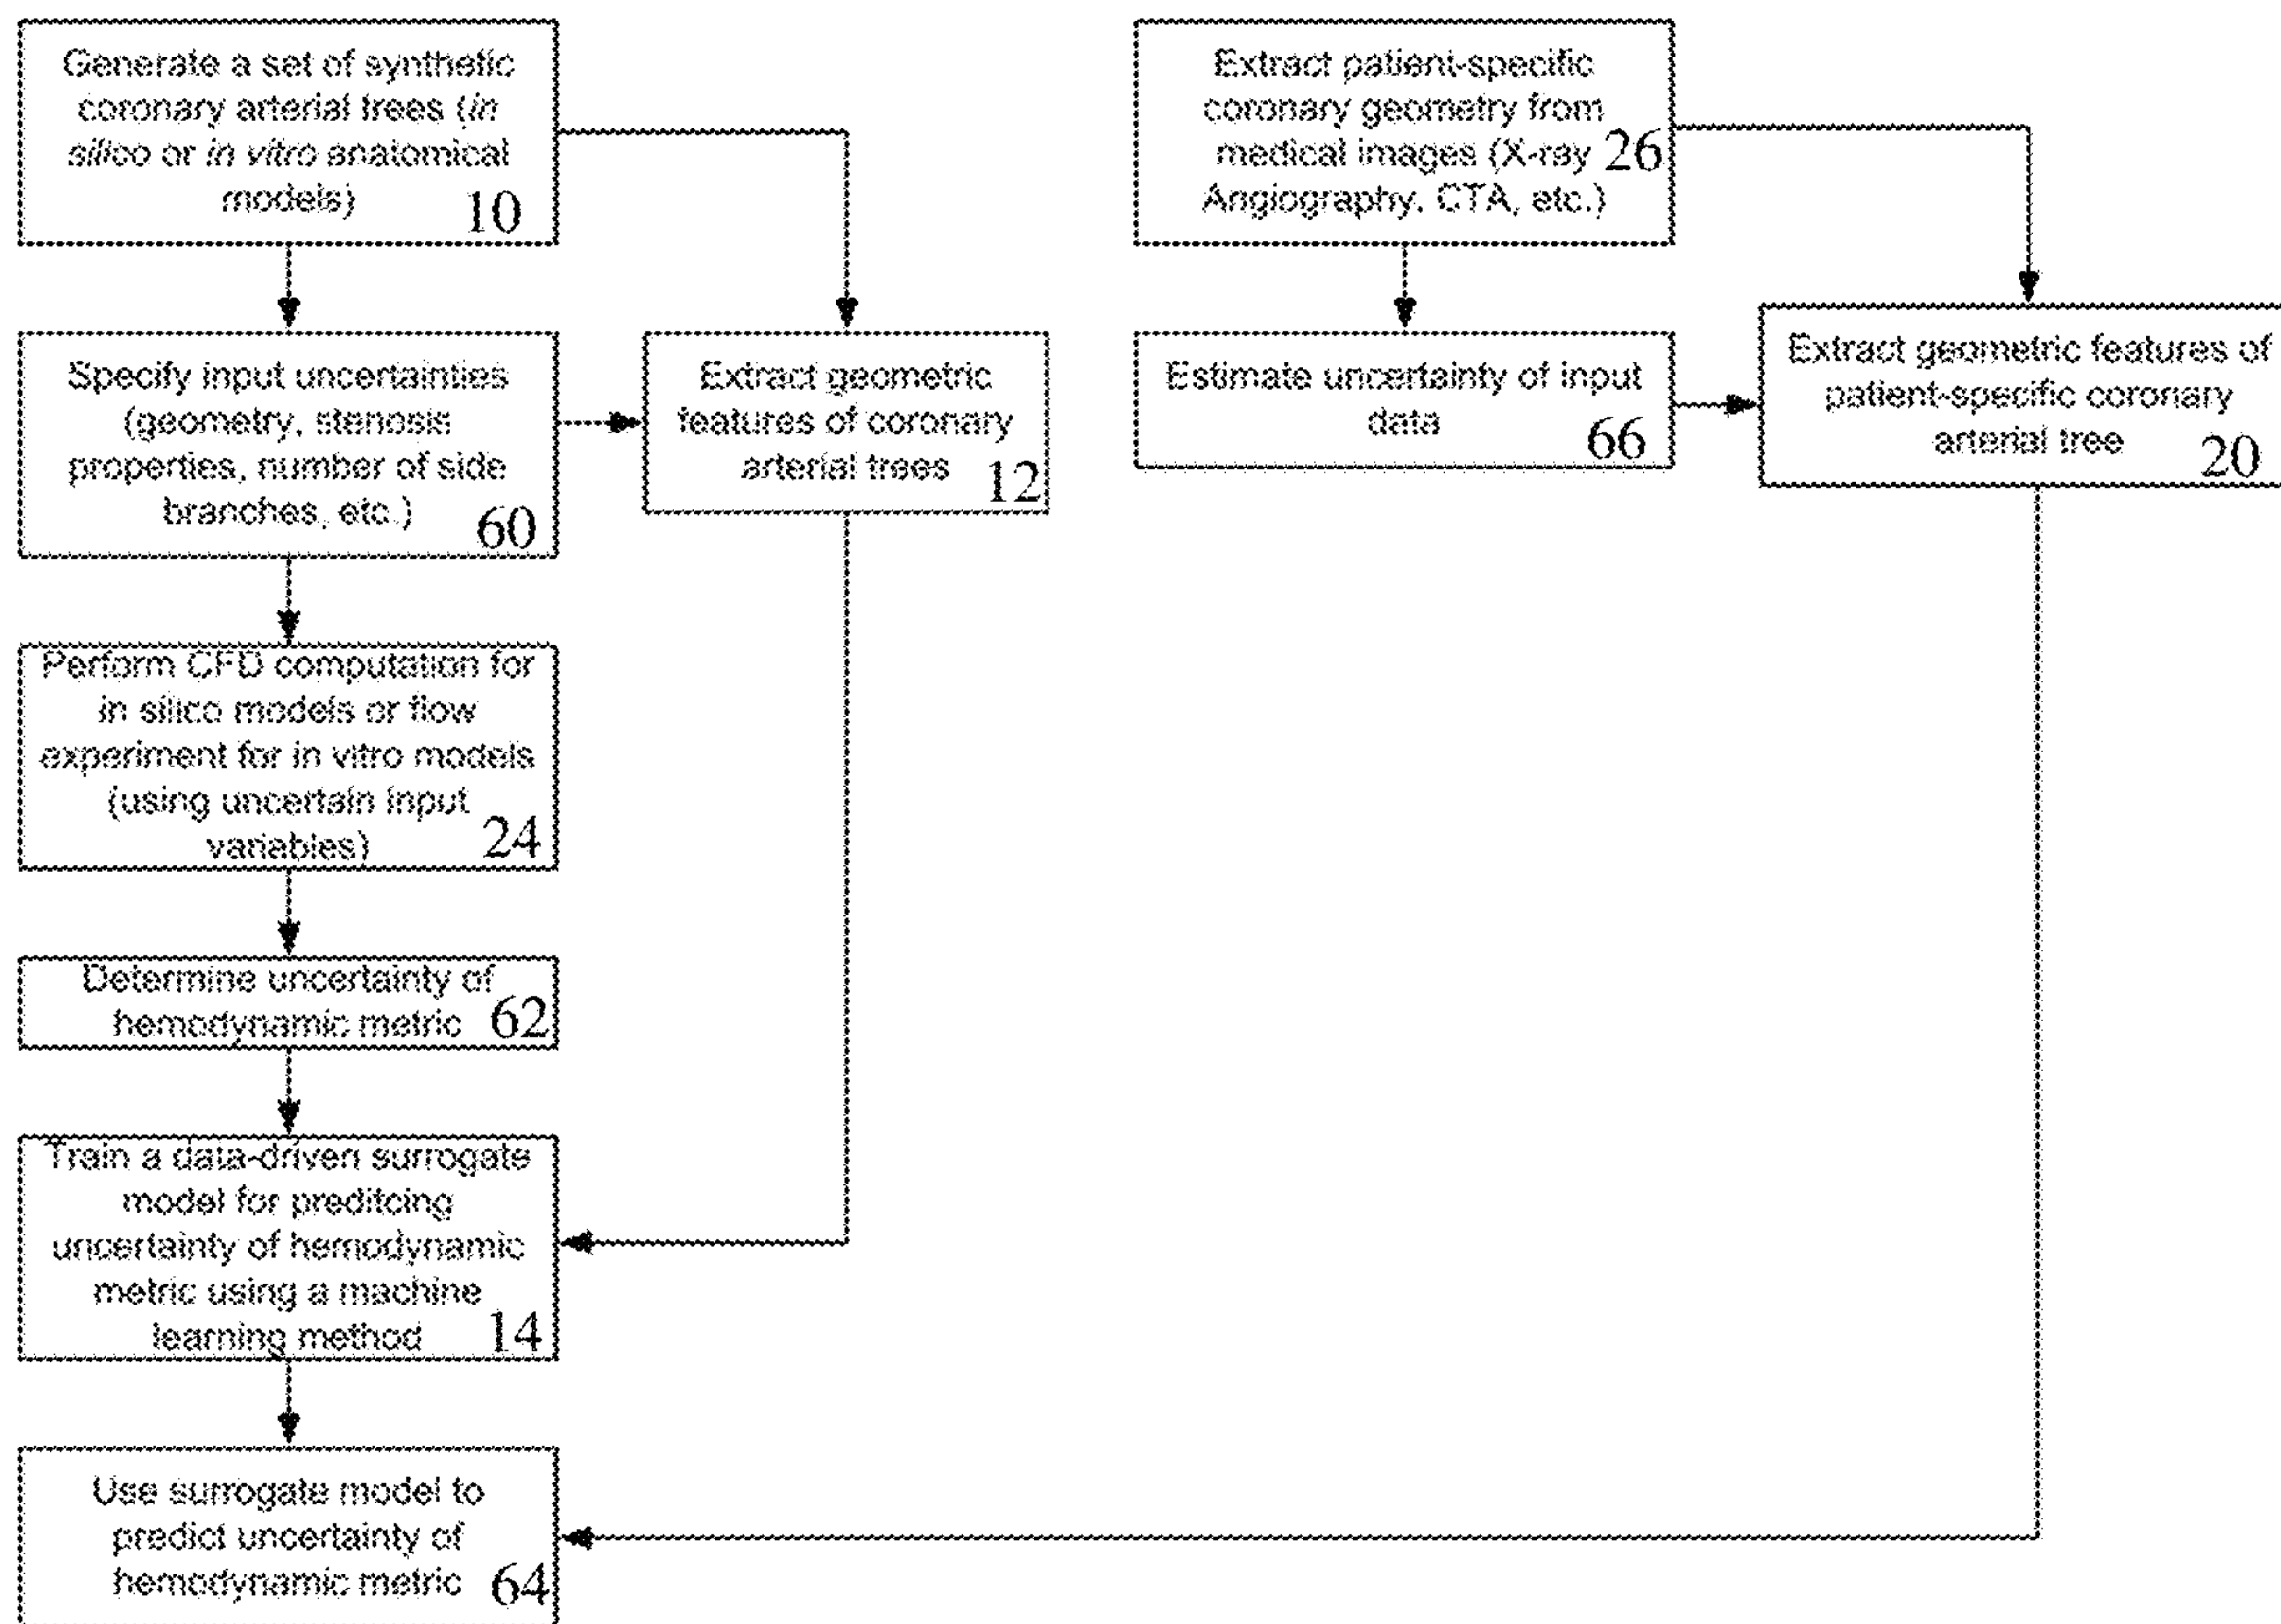 Generate a set of synthetic
coronary arterial trees (in
silico or in vitro anatomical
models)
10
Specify input uncertainties
(geometry, stenosis
properties, number of side
branches, etc.)
60
Extract geometric
features of coronary
arterial trees
12
Perform CFD computation for
in silico models or flow
experiment for in vitro models
(using uncertain input
variables)
24
Determine uncertainty of
hemodynamic metric
62
Train a data-driven surrogate
model for preditcing
uncertainty of hemodynamic
metric using a machine
learning method
14
Use surrogate model to
predict uncertainty of
hemodynamic metric
64
Extract patient-specific
coronary geometry from
medical images (X-ray
Angiography, CTA, etc.)
26
Estimate uncertainty of input
data
66
Extract geometric features of
patient-specific coronary
arterial tree
20